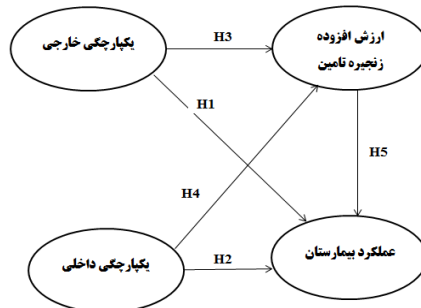 یکپارچگی خارجی
H3
ارزش افزوده
زنجیره تامین
H1
H5
H4
یکپارچگی داخلی
H2
عملکرد بیمارستان